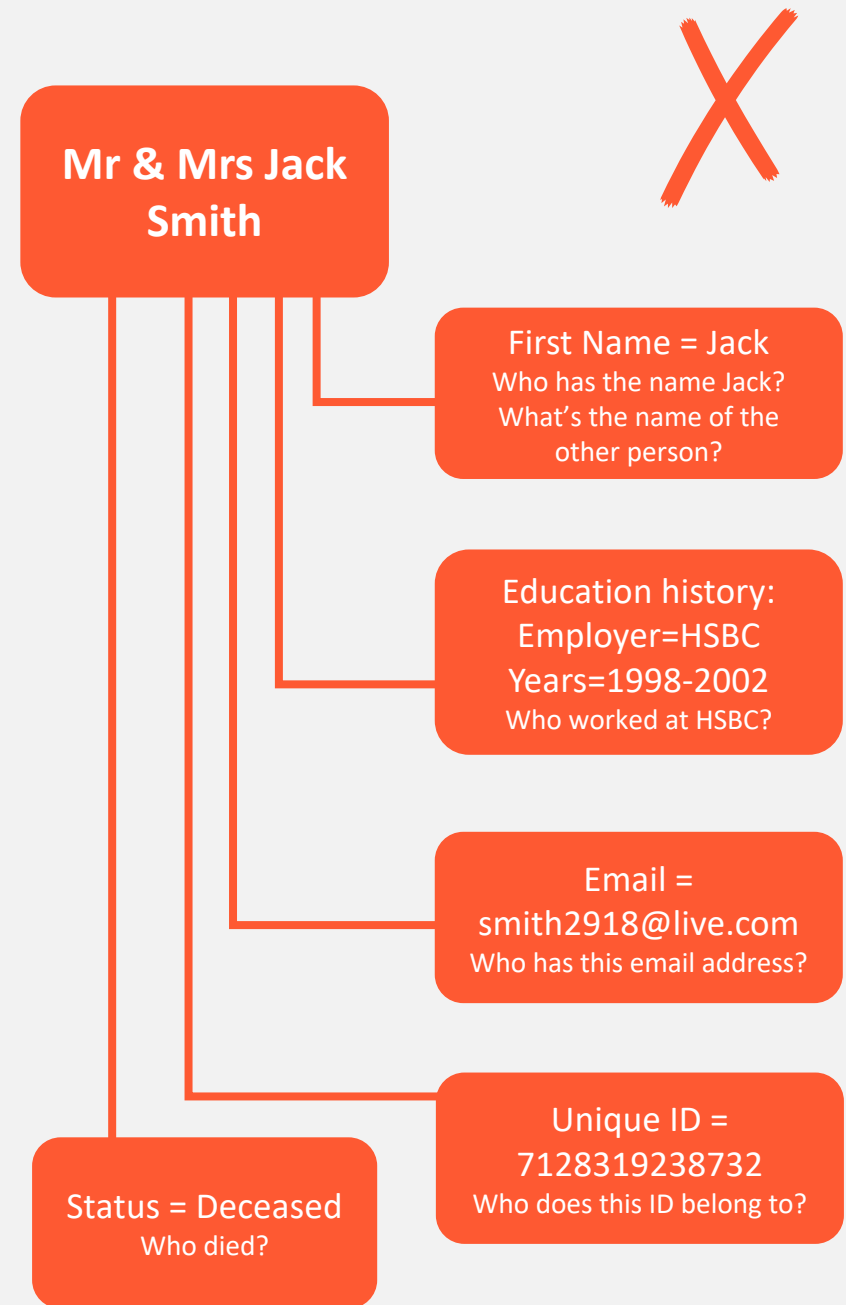 Mr & Mrs Jack
Smith
First Name = Jack
Who has the name Jack?
What’s the name of the
other person?
Education history:
Employer=HSBC
Years=1998-2002
Who worked at HSBC?
Email =
smith2918@live.com
Who has this email address?
Unique ID =
7128319238732
Who does this ID belong to?
Status = Deceased
Who died?